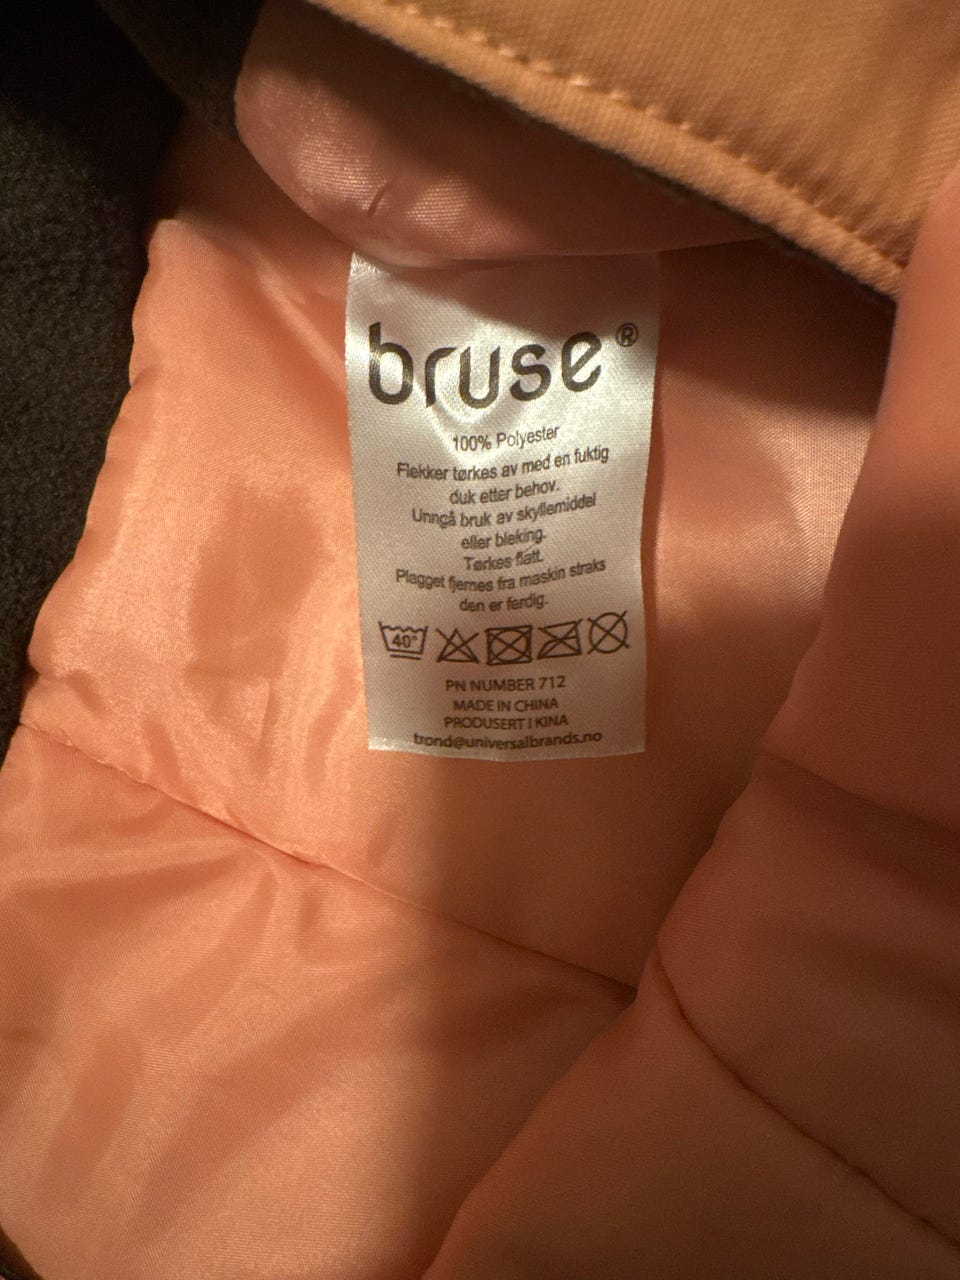 bruse®
100% Polyester
Flekker tørkes av med en fuktig
duk etter behov.
Unngå bruk av skyllemiddel
eller bleking.
Tørkes flatt.
Plagget fjernes fra maskin straks
den er ferdig.
40°
PN NUMBER 712
MADE IN CHINA
PRODUSERT I KINA
trond@universalbrands.no